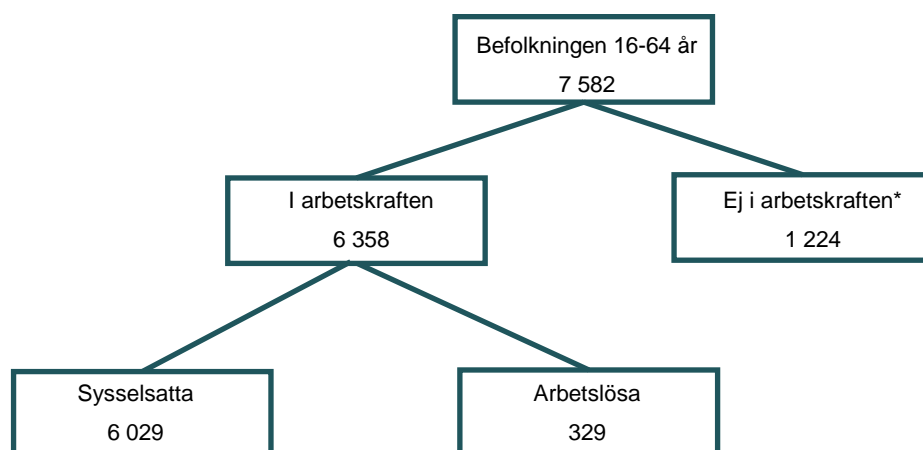 Befolkningen 16-64 år
7 582
I arbetskraften
6 358
Ej i arbetskraften*
1 224
Sysselsatta
6 029
Arbetslösa
329